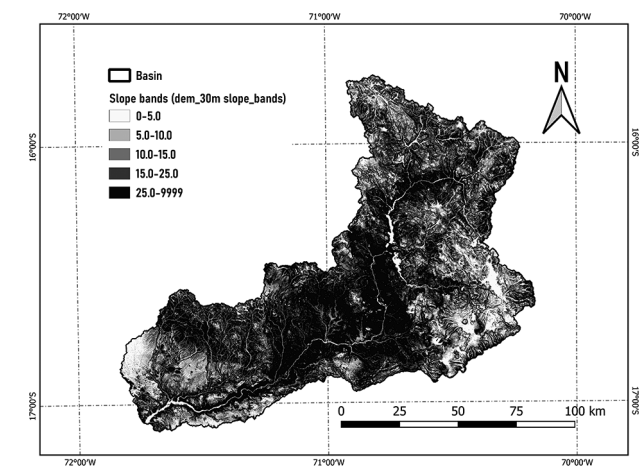 72°00'W 71°00'W 70°00'W
N
Basin
Slope bands (dem_30m slope_bands)
0-5.0
5.0-10.0
10.0-15.0
15.0-25.0
25.0-9999
16°00'S 16°00'S
17°00'S 17°00'S
0 25 50 75 100 km
72°00'W 71°00'W 70°00'W